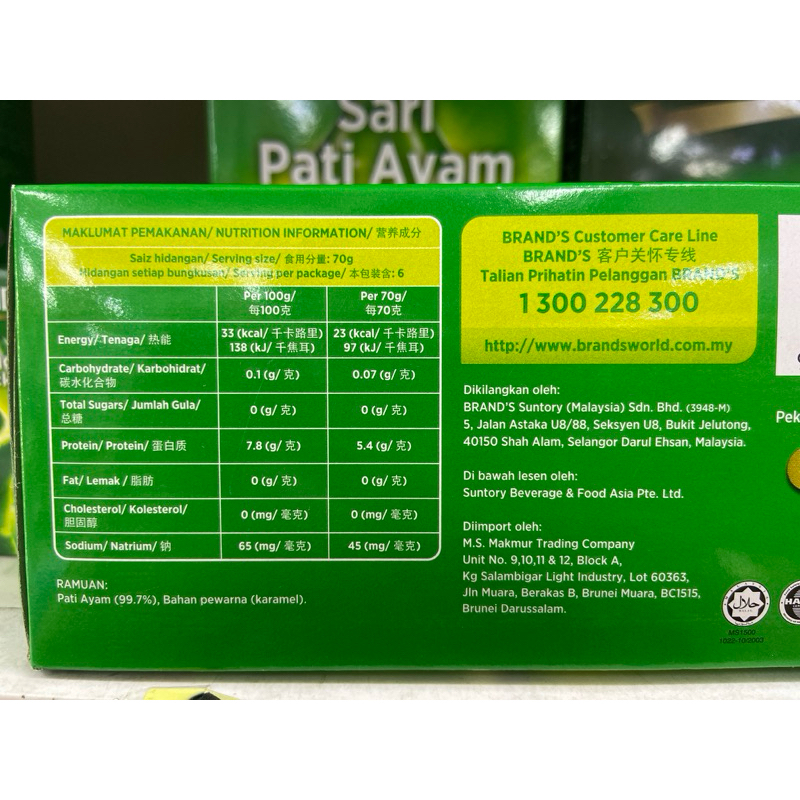 Sari
Pati Ayam
MAKLUMAT PEMAKANAN/ NUTRITION INFORMATION/ 营养成分
Saiz hidangan/ Serving size/ 食用分量: 70g
Hidangan setiap bungkusan/ Serving per package/ 本包装含: 6
Per 100g/ Per 70g/
每100克 每70克
Energy/ Tenaga/ 热能 33 (kcal/ 千卡路里) 23 (kcal/ 千卡路里)
138 (kJ/ 千焦耳) 97 (kJ/ 千焦耳)
Carbohydrate/ Karbohidrat/ 碳水化合物 0.1 (g/ 克) 0.07 (g/ 克)
Total Sugars/ Jumlah Gula/ 总糖 0 (g/ 克) 0 (g/ 克)
Protein/ Protein/ 蛋白质 7.8 (g/ 克) 5.4 (g/ 克)
Fat/ Lemak / 脂肪 0 (g/ 克) 0 (g/ 克)
Cholesterol/ Kolesterol/ 胆固醇 0 (mg/ 毫克) 0 (mg/ 毫克)
Sodium/ Natrium/ 钠 65 (mg/ 毫克) 45 (mg/ 毫克)
RAMUAN:
Pati Ayam (99.7%), Bahan pewarna (karamel).
BRAND'S Customer Care Line
BRAND'S 客户关怀专线
Talian Prihatin Pelanggan BRAND'S
1 300 228 300
http://www.brandsworld.com.my
Dikilangkan oleh:
BRAND'S Suntory (Malaysia) Sdn. Bhd. (3948-M)
5, Jalan Astaka U8/88, Seksyen U8, Bukit Jelutong,
40150 Shah Alam, Selangor Darul Ehsan, Malaysia.
Di bawah lesen oleh:
Suntory Beverage & Food Asia Pte. Ltd.
Diimport oleh:
M.S. Makmur Trading Company
Unit No. 9,10,11 & 12, Block A,
Kg Salambigar Light Industry, Lot 60363,
Jln Muara, Berakas B, Brunei Muara, BC1515,
Brunei Darussalam.
حلال
MS1500
Pek